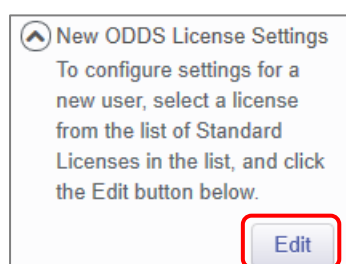 New ODDS License Settings
To configure settings for a
new user, select a license
from the list of Standard
Licenses in the list, and click
the Edit button below.
Edit